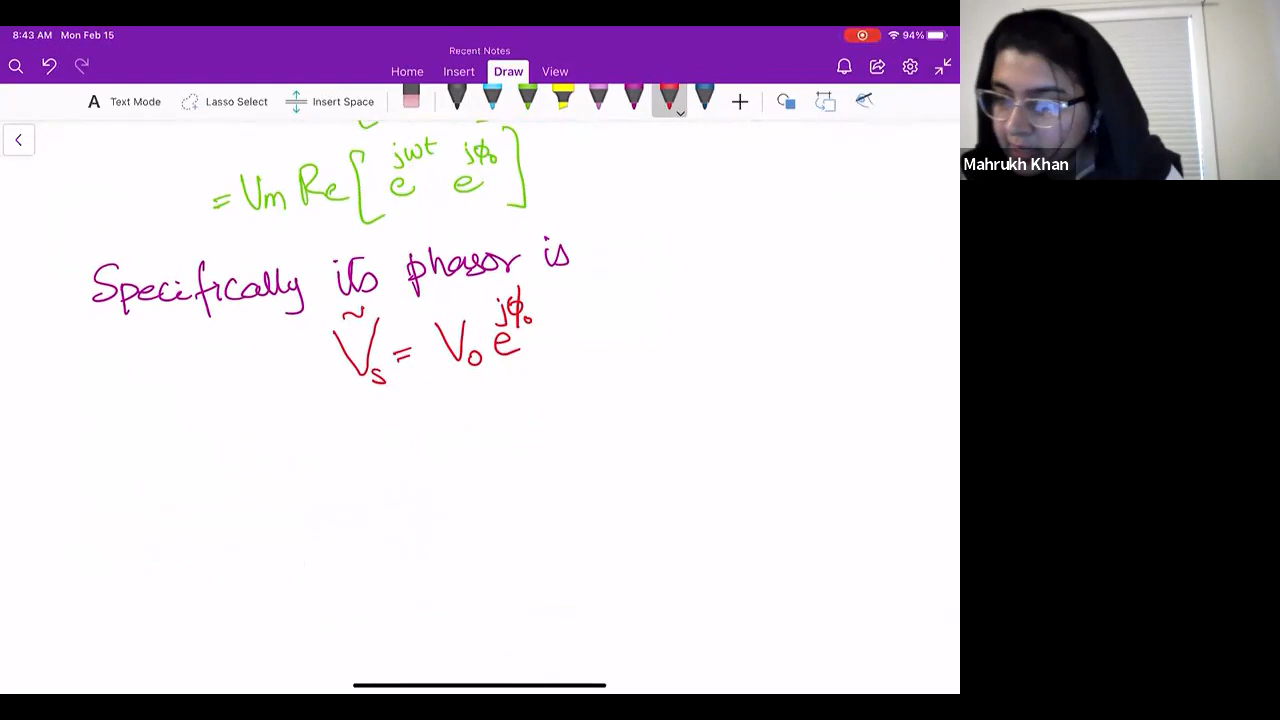 8:43 AM Mon Feb 15
94%
Recent Notes
Home Insert Draw View
A Text Mode Lasso Select Insert Space
= Vm Re [ e^jωt e^jϕ₀ ]
Specifically its phasor is
Ṽs = V₀ e^jϕ₀
Mahrukh Khan